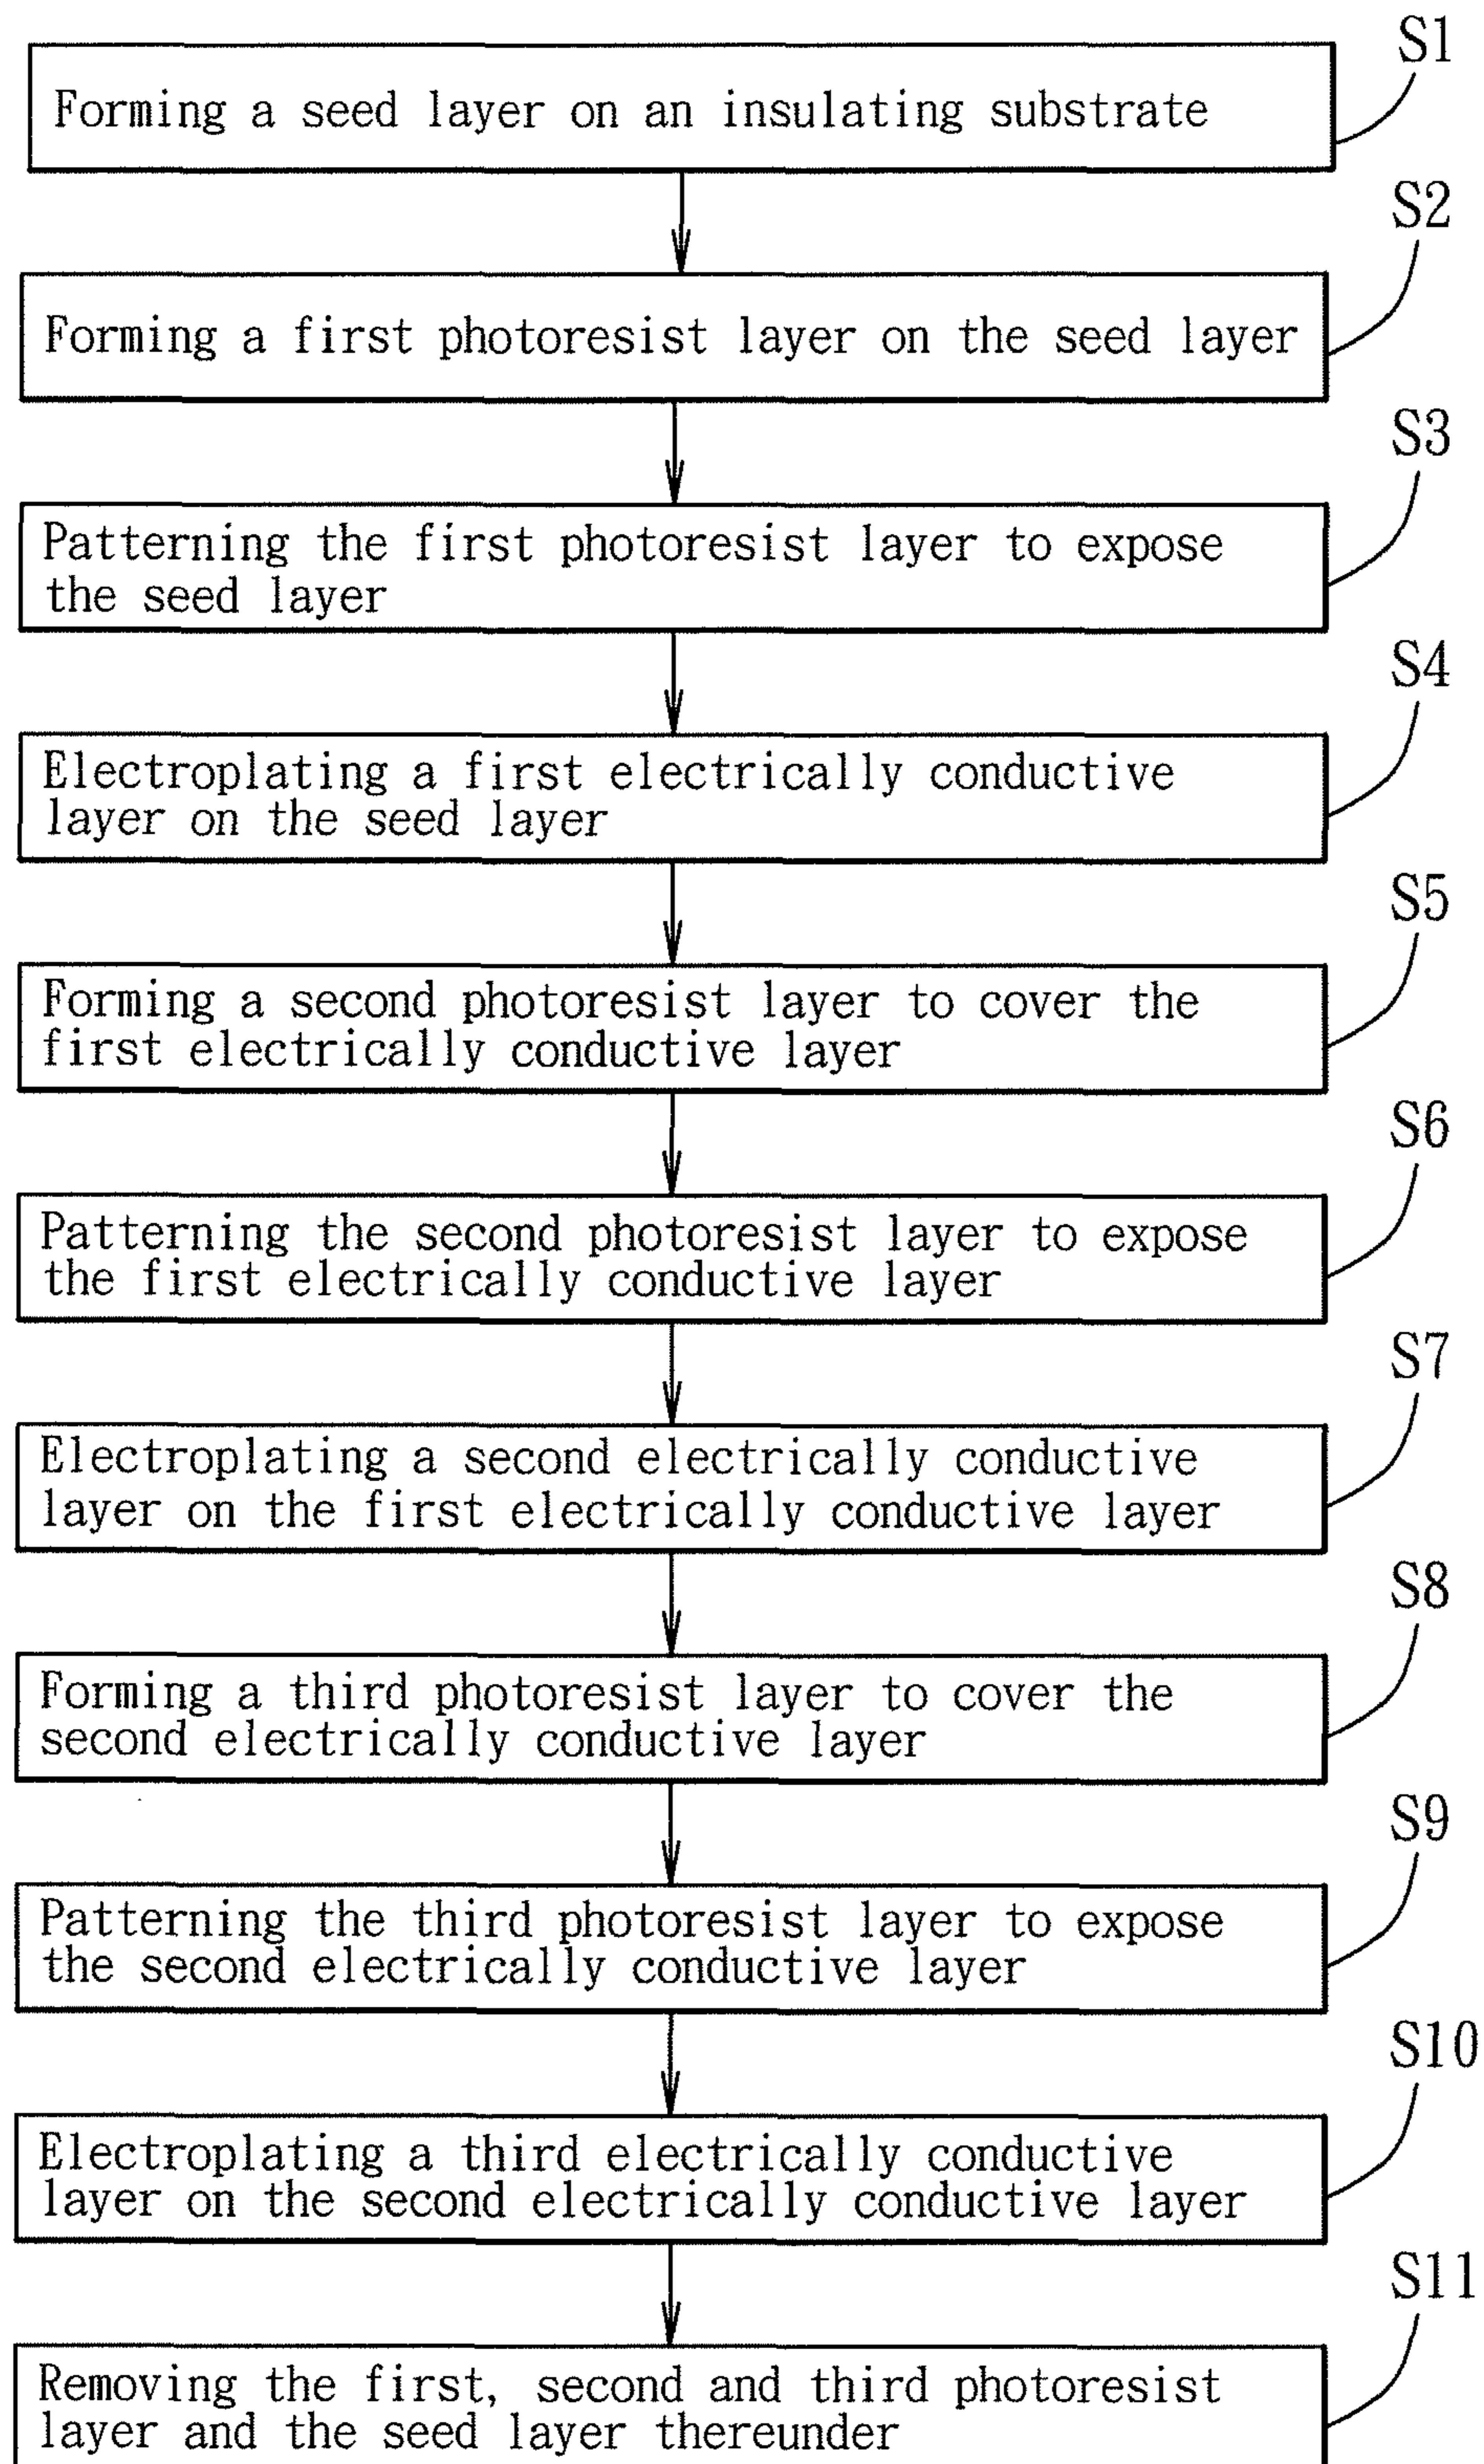 S1
Forming a seed layer on an insulating substrate
S2
Forming a first photoresist layer on the seed layer
S3
Patterning the first photoresist layer to expose
the seed layer
S4
Electroplating a first electrically conductive
layer on the seed layer
S5
Forming a second photoresist layer to cover the
first electrically conductive layer
S6
Patterning the second photoresist layer to expose
the first electrically conductive layer
S7
Electroplating a second electrically conductive
layer on the first electrically conductive layer
S8
Forming a third photoresist layer to cover the
second electrically conductive layer
S9
Patterning the third photoresist layer to expose
the second electrically conductive layer
S10
Electroplating a third electrically conductive
layer on the second electrically conductive layer
S11
Removing the first, second and third photoresist
layer and the seed layer thereunder